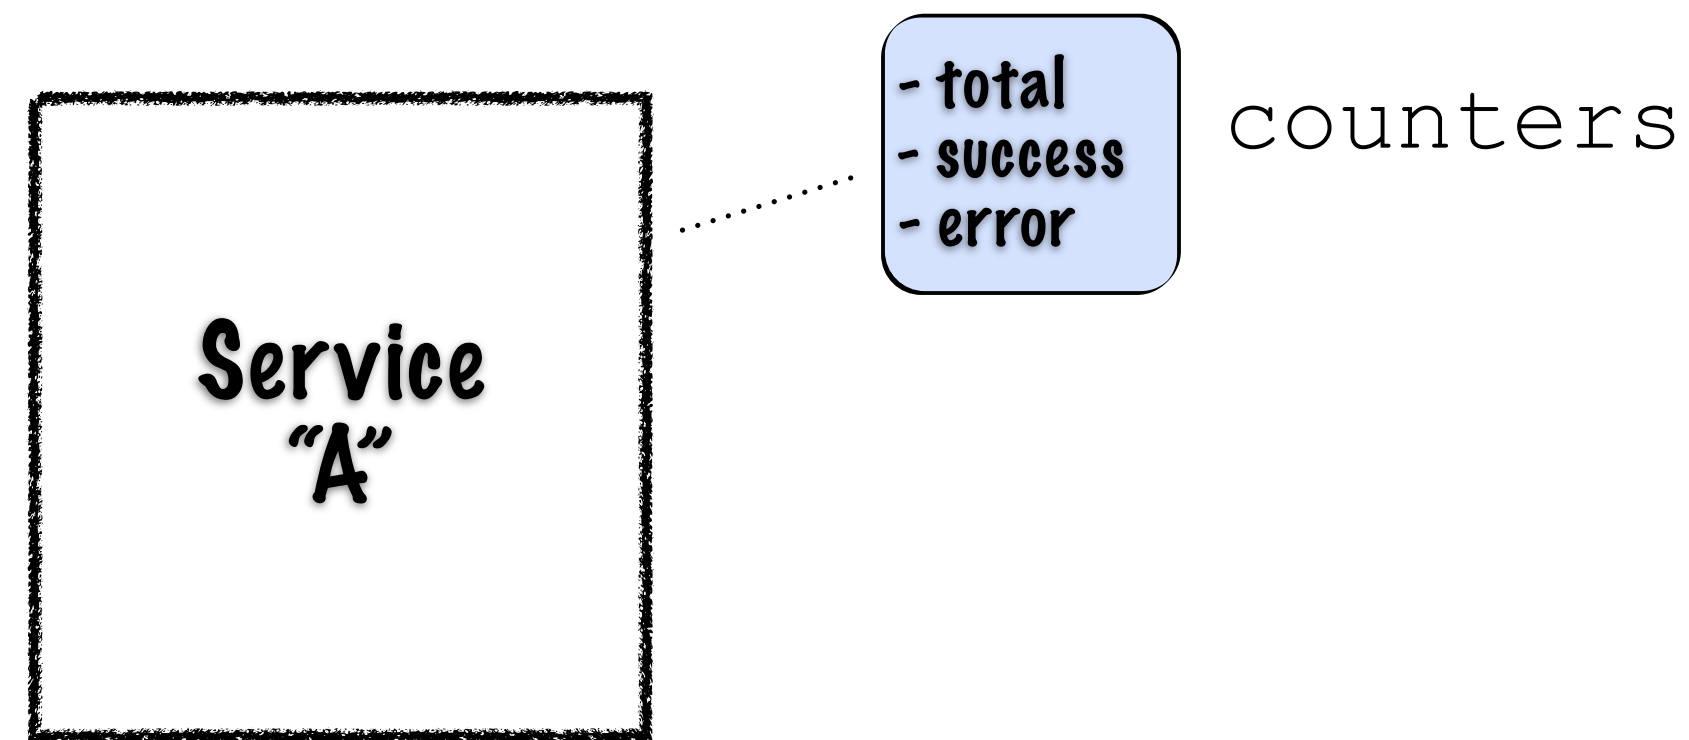 - total
- success
- error
counters
Service
“A”